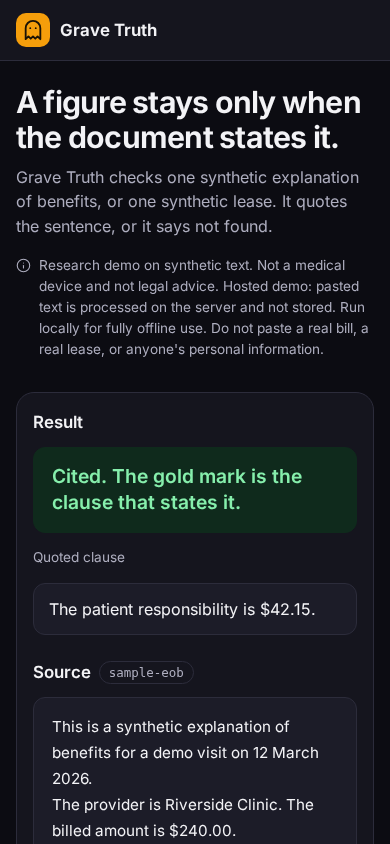 Grave Truth
A figure stays only when
the document states it.
Grave Truth checks one synthetic explanation
of benefits, or one synthetic lease. It quotes
the sentence, or it says not found.
Research demo on synthetic text. Not a medical
device and not legal advice. Hosted demo: pasted
text is processed on the server and not stored. Run
locally for fully offline use. Do not paste a real bill, a
real lease, or anyone's personal information.
Result
Cited. The gold mark is the
clause that states it.
Quoted clause
The patient responsibility is $42.15.
Source sample-eob
This is a synthetic explanation of
benefits for a demo visit on 12 March
2026.
The provider is Riverside Clinic. The
billed amount is $240.00.